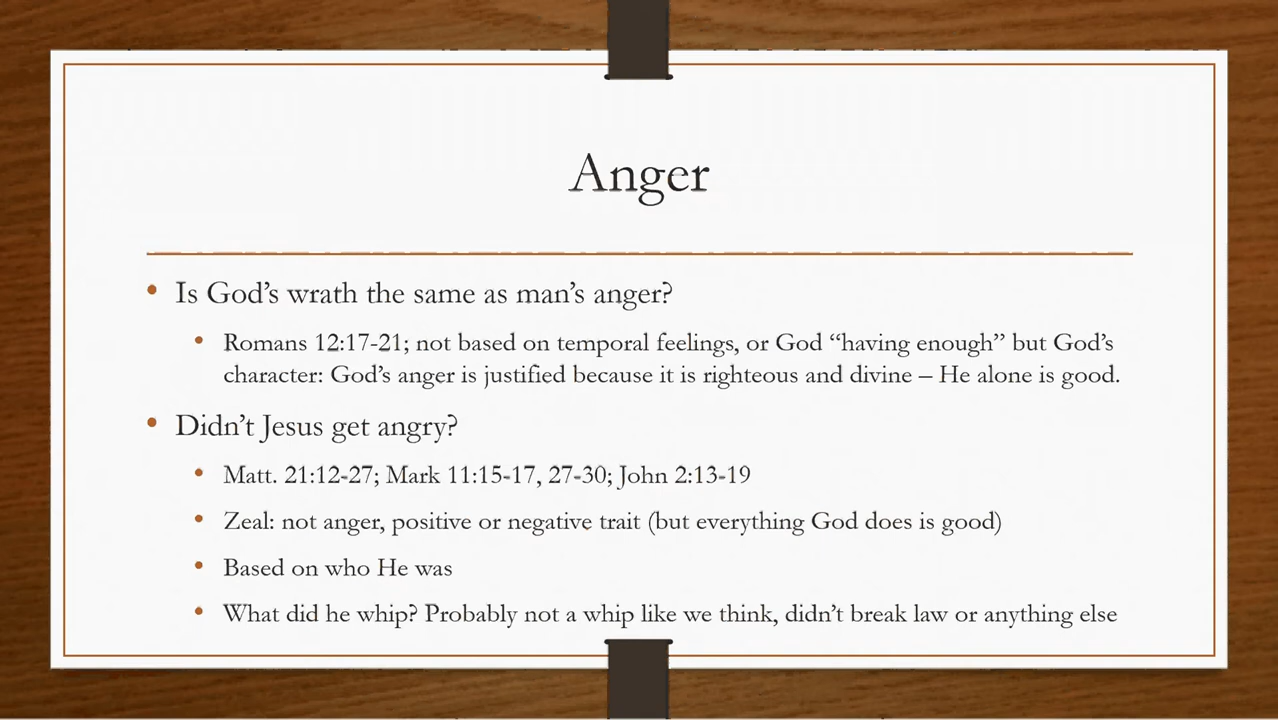 Anger
• Is God’s wrath the same as man’s anger?
• Romans 12:17-21; not based on temporal feelings, or God “having enough” but God’s
character: God’s anger is justified because it is righteous and divine – He alone is good.
• Didn’t Jesus get angry?
• Matt. 21:12-27; Mark 11:15-17, 27-30; John 2:13-19
• Zeal: not anger, positive or negative trait (but everything God does is good)
• Based on who He was
• What did he whip? Probably not a whip like we think, didn’t break law or anything else